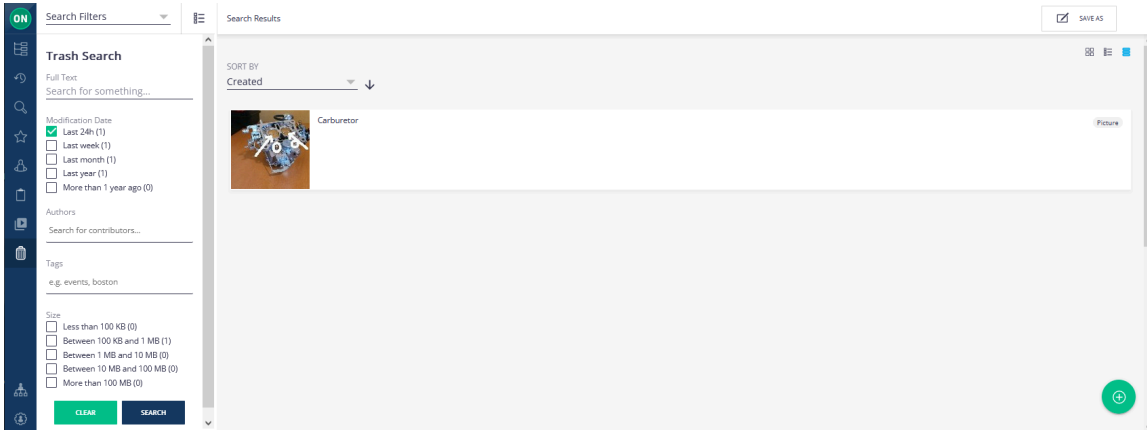 ON
Search Filters
Trash Search
Full Text
Search for something...
Modification Date
Last 24h (1)
Last week (1)
Last month (1)
Last year (1)
More than 1 year ago (0)
Authors
Search for contributors...
Tags
e.g. events, boston
Size
Less than 100 KB (0)
Between 100 KB and 1 MB (1)
Between 1 MB and 10 MB (0)
Between 10 MB and 100 MB (0)
More than 100 MB (0)
CLEAR SEARCH
Search Results
SAVE AS
SORT BY
Created
Carburetor
Picture